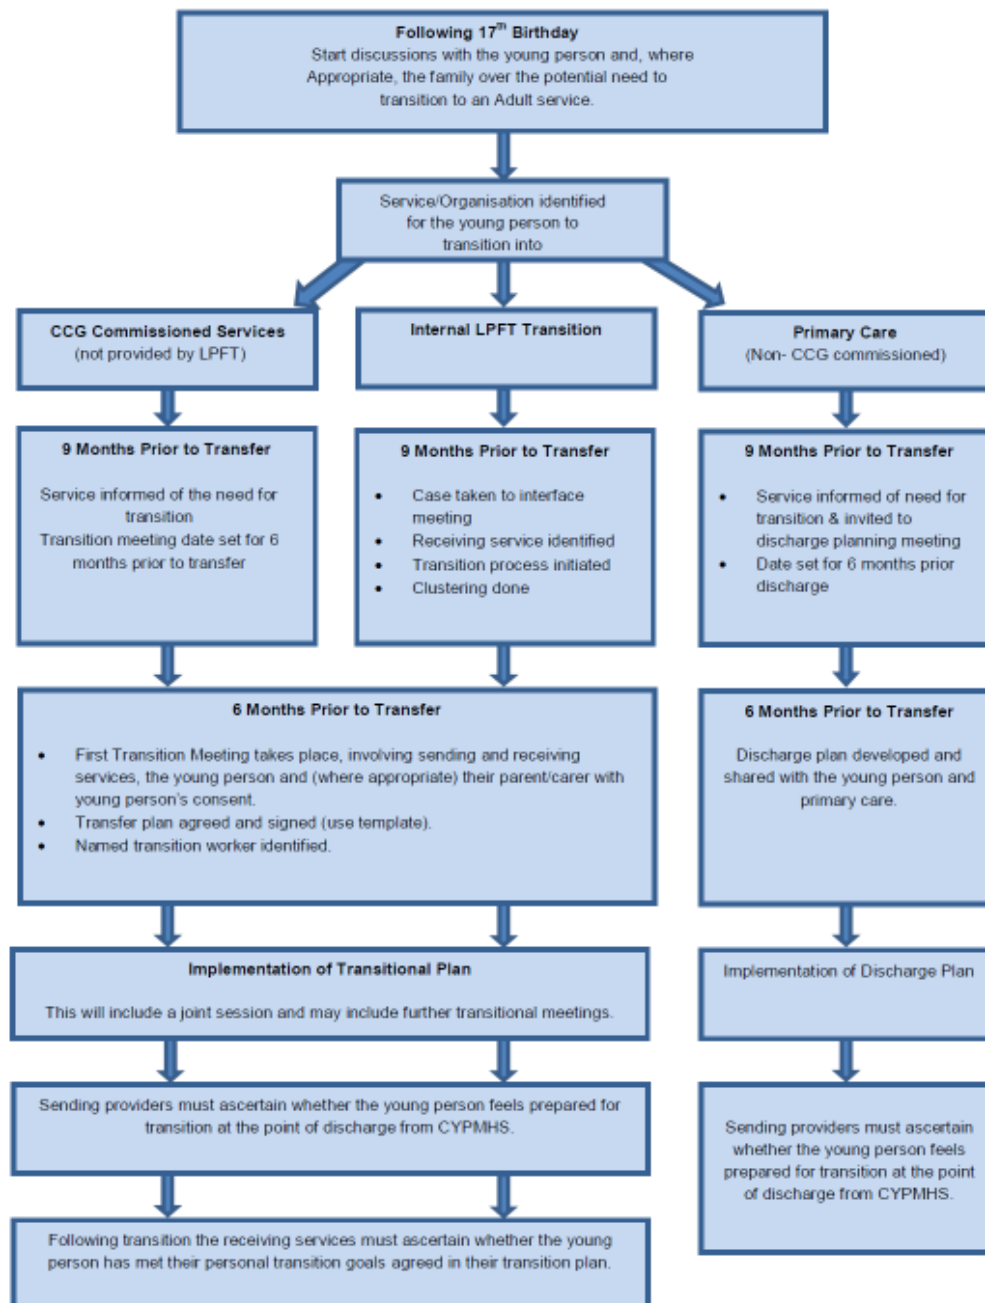 Following 17th Birthday
Start discussions with the young person and, where
Appropriate, the family over the potential need to
transition to an Adult service.
Service/Organisation identified
for the young person to
transition into
CCG Commissioned Services
(not provided by LPFT)
Internal LPFT Transition
Primary Care
(Non- CCG commissioned)
9 Months Prior to Transfer
Service informed of the need for
transition
Transition meeting date set for 6
months prior to transfer
9 Months Prior to Transfer
• Case taken to interface
meeting
• Receiving service identified
• Transition process initiated
• Clustering done
9 Months Prior to Transfer
• Service informed of need for
transition & invited to
discharge planning meeting
• Date set for 6 months prior
discharge
6 Months Prior to Transfer
• First Transition Meeting takes place, involving sending and receiving
services, the young person and (where appropriate) their parent/carer with
young person's consent.
• Transfer plan agreed and signed (use template).
• Named transition worker identified.
6 Months Prior to Transfer
Discharge plan developed and
shared with the young person and
primary care.
Implementation of Transitional Plan
This will include a joint session and may include further transitional meetings.
Implementation of Discharge Plan
Sending providers must ascertain whether the young person feels prepared for
transition at the point of discharge from CYPMHS.
Sending providers must ascertain
whether the young person feels
prepared for transition at the point
of discharge from CYPMHS.
Following transition the receiving services must ascertain whether the young
person has met their personal transition goals agreed in their transition plan.